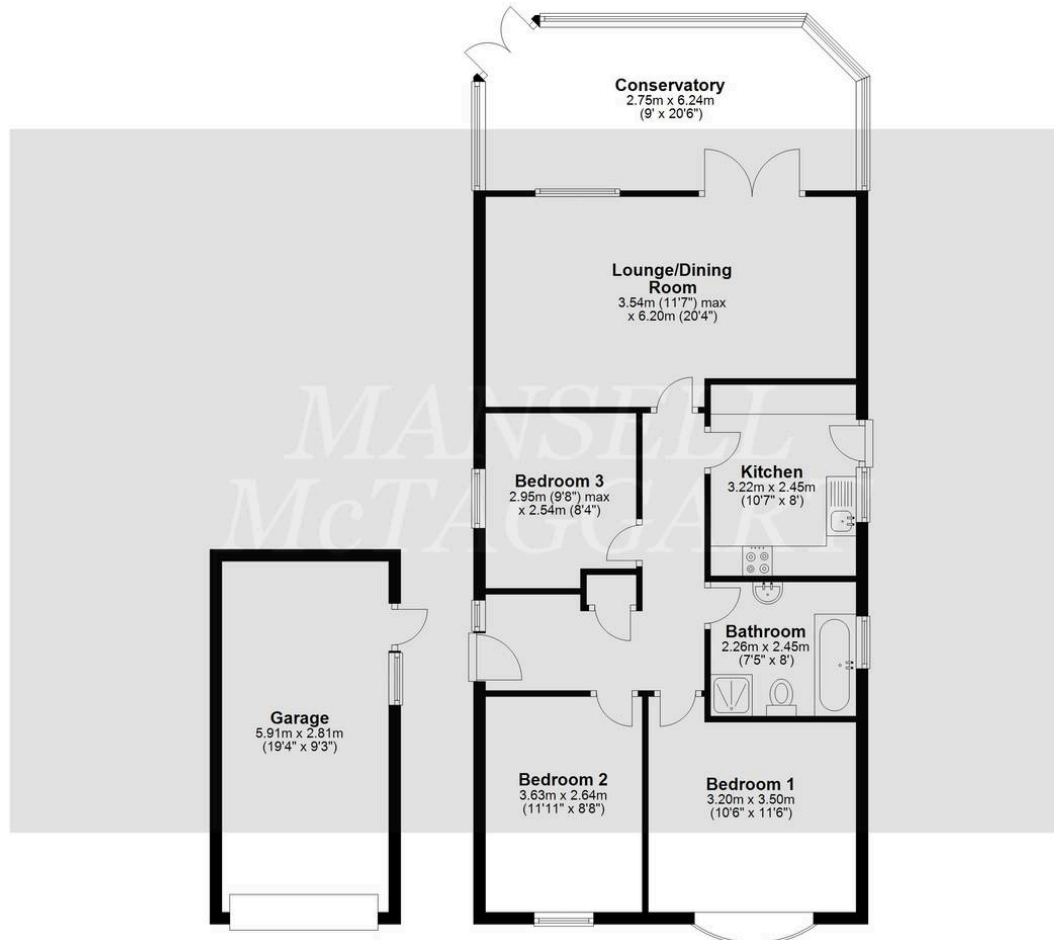 Conservatory
2.75m x 6.24m
(9' x 20'6")
Lounge/Dining
Room
3.54m (11'7") max
x 6.20m (20'4")
MANSELL
McTAGGART
Kitchen
3.22m x 2.45m
(10'7" x 8')
Bedroom 3
2.95m (9'8") max
x 2.54m (8'4")
Bathroom
2.26m x 2.45m
(7'5" x 8')
Garage
5.91m x 2.81m
(19'4" x 9'3")
Bedroom 2
3.63m x 2.64m
(11'11" x 8'8")
Bedroom 1
3.20m x 3.50m
(10'6" x 11'6")